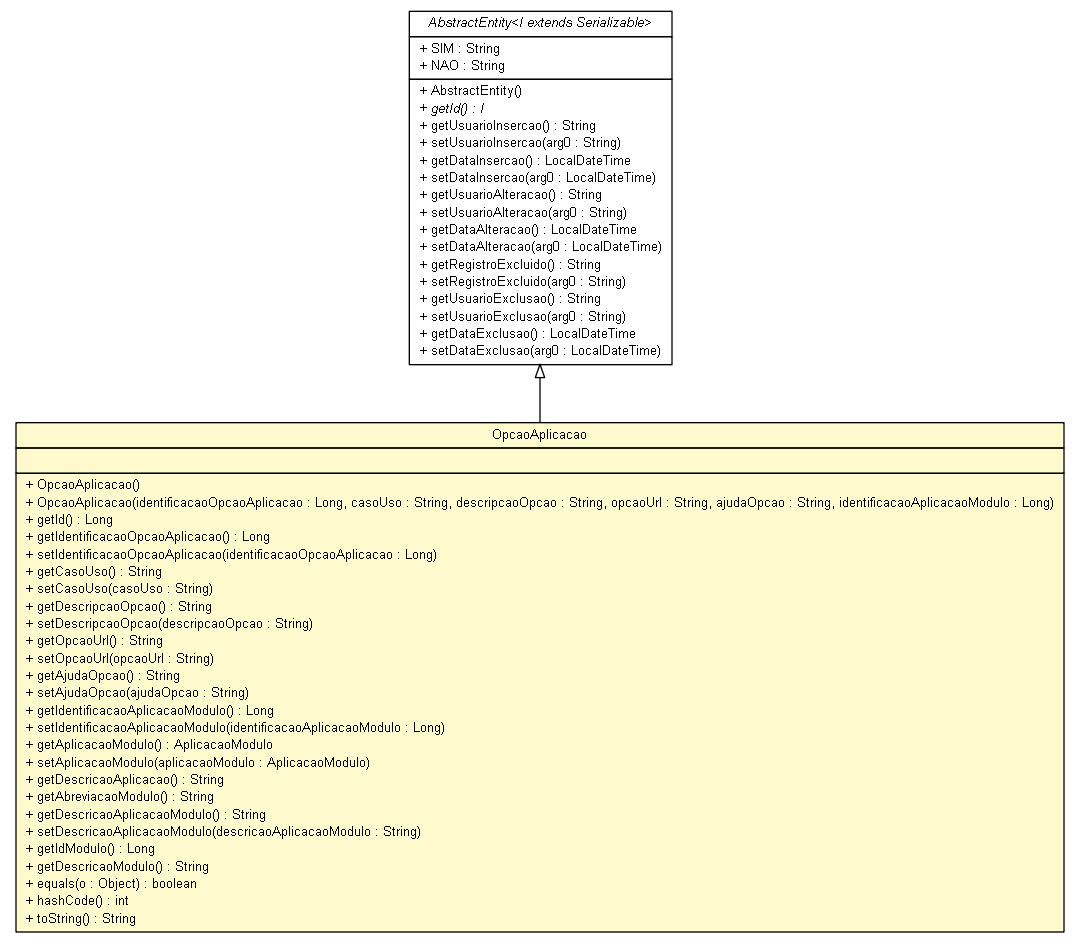 AbstractEntity<I extends Serializable>
+ SIM : String
+ NAO : String
+ AbstractEntity()
+ getId() : I
+ getUsuarioInsercao() : String
+ setUsuarioInsercao(arg0 : String)
+ getDataInsercao() : LocalDateTime
+ setDataInsercao(arg0 : LocalDateTime)
+ getUsuarioAlteracao() : String
+ setUsuarioAlteracao(arg0 : String)
+ getDataAlteracao() : LocalDateTime
+ setDataAlteracao(arg0 : LocalDateTime)
+ getRegistroExcluido() : String
+ setRegistroExcluido(arg0 : String)
+ getUsuarioExclusao() : String
+ setUsuarioExclusao(arg0 : String)
+ getDataExclusao() : LocalDateTime
+ setDataExclusao(arg0 : LocalDateTime)
OpcaoAplicacao
+ OpcaoAplicacao()
+ OpcaoAplicacao(identificacaoOpcaoAplicacao : Long, casoUso : String, descripcaoOpcao : String, opcaoUrl : String, ajudaOpcao : String, identificacaoAplicacaoModulo : Long)
+ getId() : Long
+ getIdentificacaoOpcaoAplicacao() : Long
+ setIdentificacaoOpcaoAplicacao(identificacaoOpcaoAplicacao : Long)
+ getCasoUso() : String
+ setCasoUso(casoUso : String)
+ getDescripcaoOpcao() : String
+ setDescripcaoOpcao(descripcaoOpcao : String)
+ getOpcaoUrl() : String
+ setOpcaoUrl(opcaoUrl : String)
+ getAjudaOpcao() : String
+ setAjudaOpcao(ajudaOpcao : String)
+ getIdentificacaoAplicacaoModulo() : Long
+ setIdentificacaoAplicacaoModulo(identificacaoAplicacaoModulo : Long)
+ getAplicacaoModulo() : AplicacaoModulo
+ setAplicacaoModulo(aplicacaoModulo : AplicacaoModulo)
+ getDescricaoAplicacao() : String
+ getAbreviacaoModulo() : String
+ getDescricaoAplicacaoModulo() : String
+ setDescricaoAplicacaoModulo(descricaoAplicacaoModulo : String)
+ getIdModulo() : Long
+ getDescricaoModulo() : String
+ equals(o : Object) : boolean
+ hashCode() : int
+ toString() : String